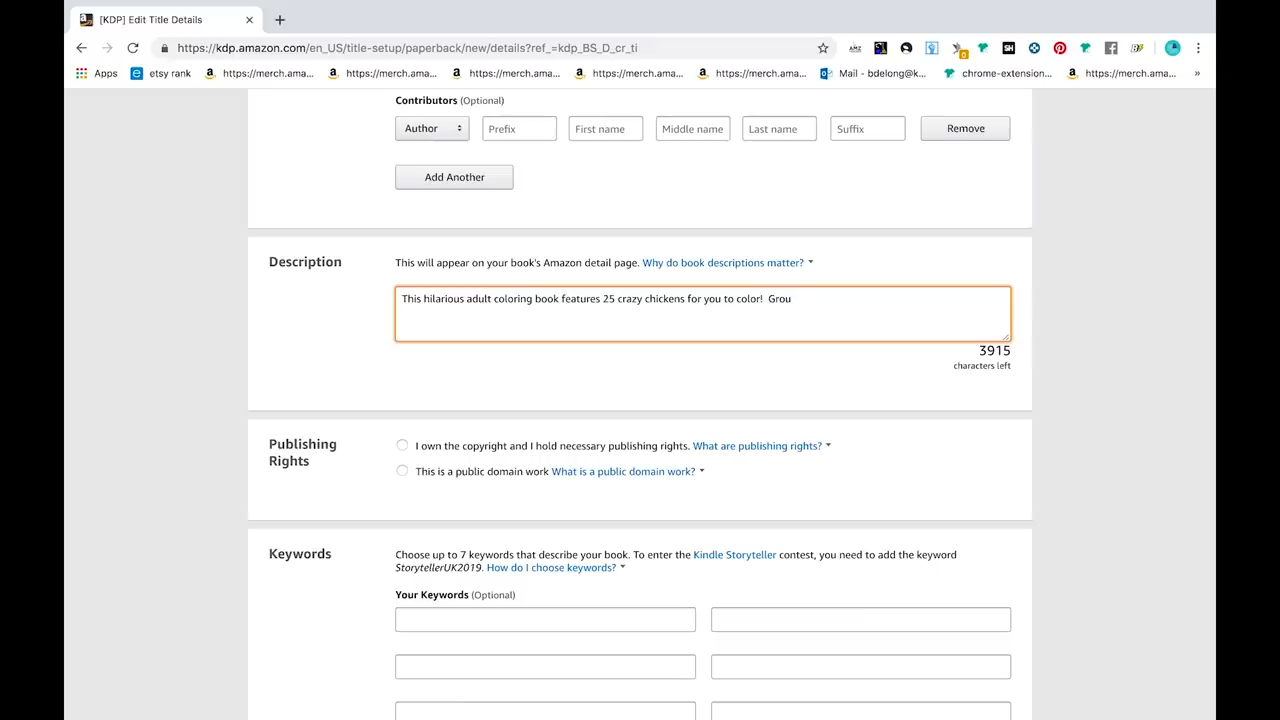 [KDP] Edit Title Details
https://kdp.amazon.com/en_US/title-setup/paperback/new/details?ref_=kdp_BS_D_cr_ti
Apps etsy rank https://merch.ama... https://merch.ama... https://merch.ama... https://merch.ama... https://merch.ama... Mail - bdelong@k... chrome-extension... https://merch.ama... »
Contributors (Optional)
Author Prefix First name Middle name Last name Suffix Remove
Add Another
Description
This will appear on your book's Amazon detail page. Why do book descriptions matter?
This hilarious adult coloring book features 25 crazy chickens for you to color!  Grou
3915
characters left
Publishing
Rights
I own the copyright and I hold necessary publishing rights. What are publishing rights?
This is a public domain work What is a public domain work?
Keywords
Choose up to 7 keywords that describe your book. To enter the Kindle Storyteller contest, you need to add the keyword
StorytellerUK2019. How do I choose keywords?
Your Keywords (Optional)